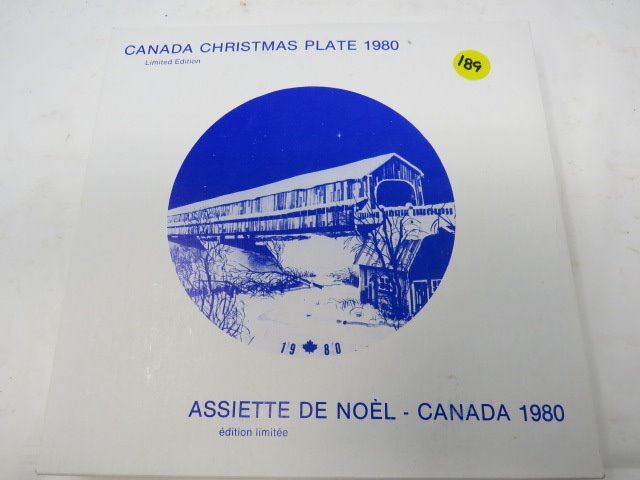 CANADA CHRISTMAS PLATE 1980
Limited Edition
189
19 80
ASSIETTE DE NOÈL - CANADA 1980
édition limitée